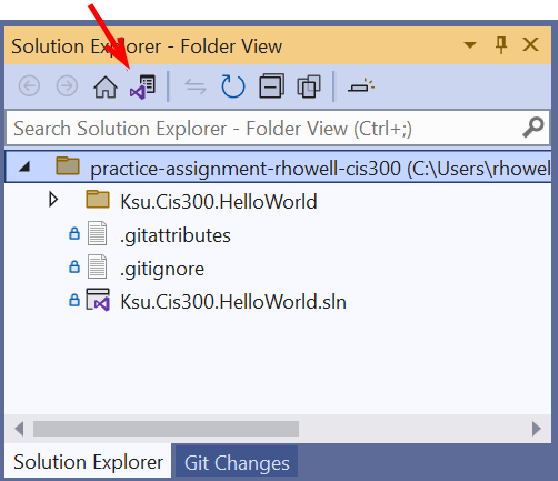 Solution Explorer - Folder View
Search Solution Explorer - Folder View (Ctrl+;)
practice-assignment-rhowell-cis300 (C:\Users\rhowel
Ksu.Cis300.HelloWorld
.gitattributes
.gitignore
Ksu.Cis300.HelloWorld.sln
Solution Explorer
Git Changes